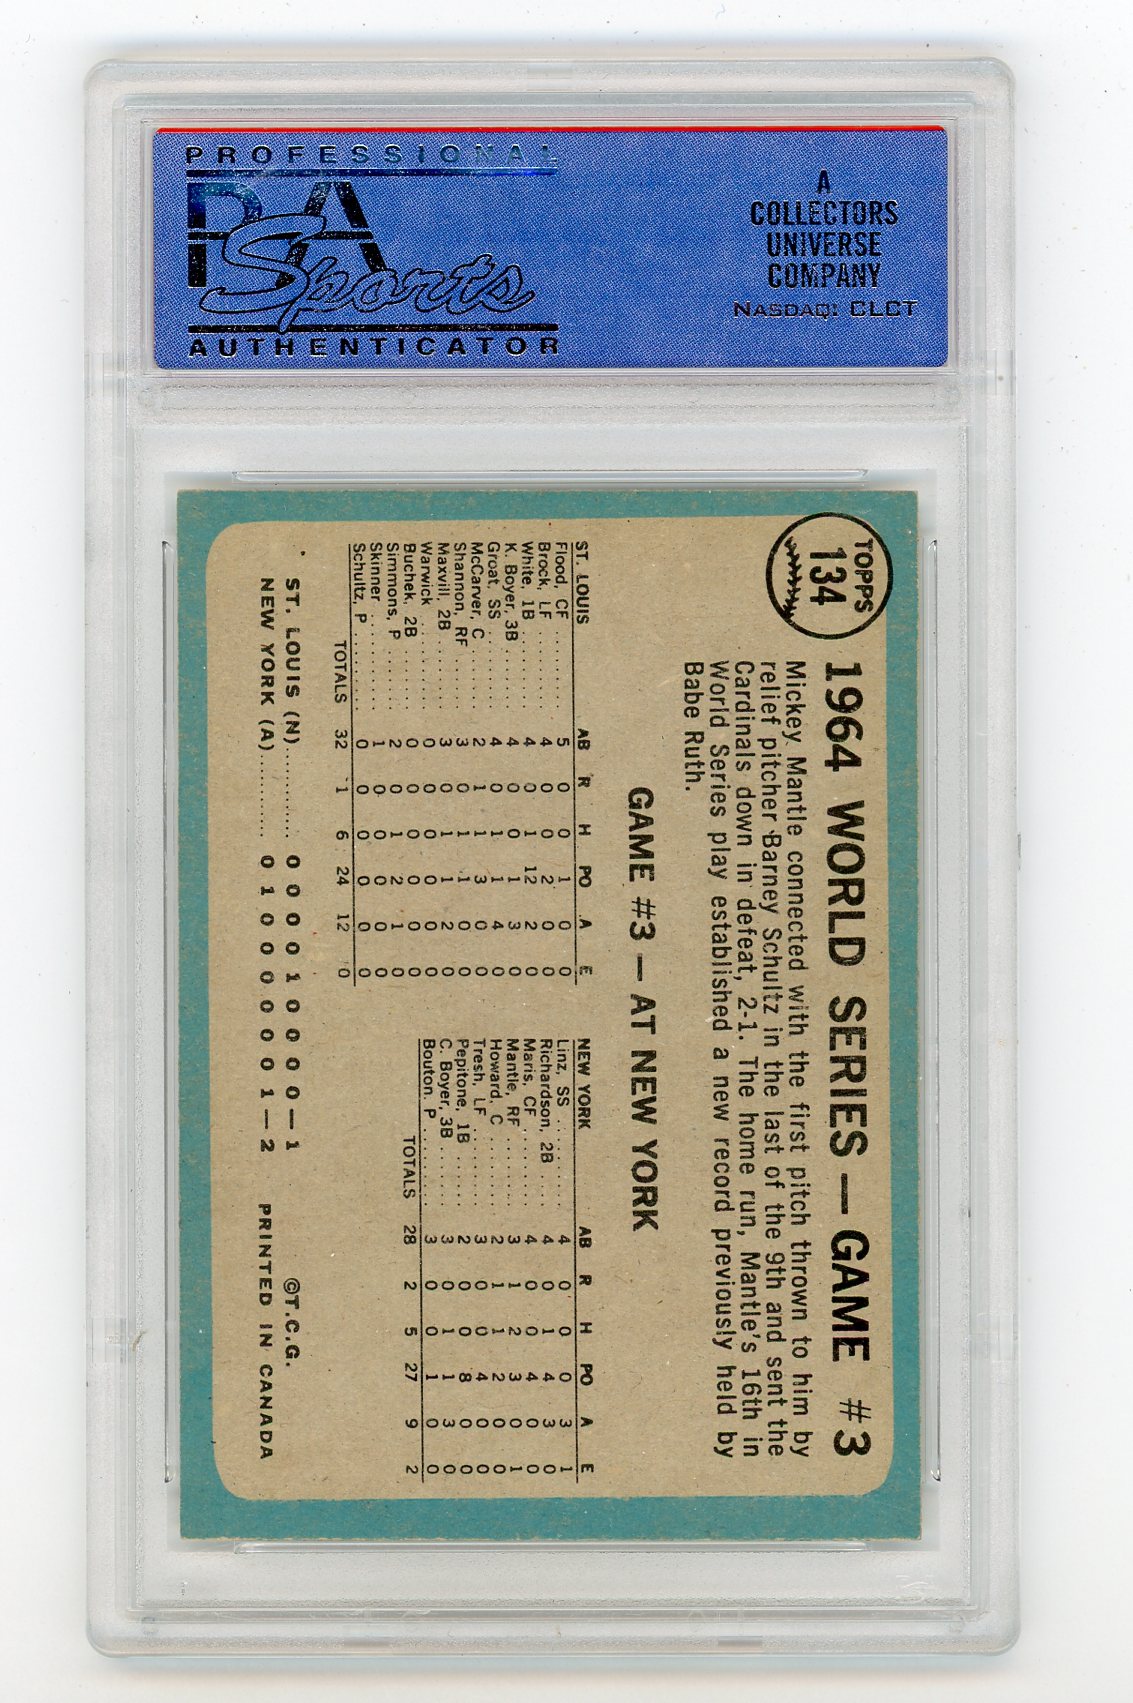 PROFESSIONAL
PSA
Sports
AUTHENTICATOR
A
COLLECTORS
UNIVERSE
COMPANY
NASDAQ: CLCT
TOPPS
134
1964 WORLD SERIES — GAME #3
Mickey Mantle connected with the first pitch thrown to him by
relief pitcher Barney Schultz in the last of the 9th and sent the
Cardinals down in defeat, 2-1. The home run, Mantle's 16th in
World Series play established a new record previously held by
Babe Ruth.
GAME #3 — AT NEW YORK
ST. LOUIS AB R H PO A E
Flood, CF 5 0 0 1 0 0
Brock, LF 4 0 0 2 0 0
White, 1B 4 0 1 12 2 0
K. Boyer, 3B 4 0 0 1 3 0
Groat, SS 4 0 1 1 4 0
McCarver, C 2 1 1 3 0 0
Shannon, RF 3 0 1 1 0 0
Maxvill, 2B 3 0 1 1 2 0
Warwick 0 0 0 0 0 0
Buchek, 2B 0 0 0 0 0 0
Simmons, P 2 0 1 2 1 0
Skinner 1 0 0 0 0 0
Schultz, P 0 0 0 0 0 0
TOTALS 32 1 6 24 12 0
NEW YORK AB R H PO A E
Linz, SS 4 0 0 0 3 1
Richardson, 2B 4 0 1 4 3 0
Maris, CF 4 0 0 4 0 0
Mantle, RF 3 1 2 3 0 1
Howard, C 2 1 1 2 0 0
Tresh, LF 3 0 0 4 0 0
Pepitone, 1B 2 0 0 8 0 0
C. Boyer, 3B 3 0 1 1 3 0
Bouton, P 3 0 0 1 0 0
TOTALS 28 2 5 27 9 2
ST. LOUIS (N) 0 0 0 0 1 0 0 0 0 — 1 ©T.C.G.
NEW YORK (A) 0 1 0 0 0 0 0 0 1 — 2 PRINTED IN CANADA